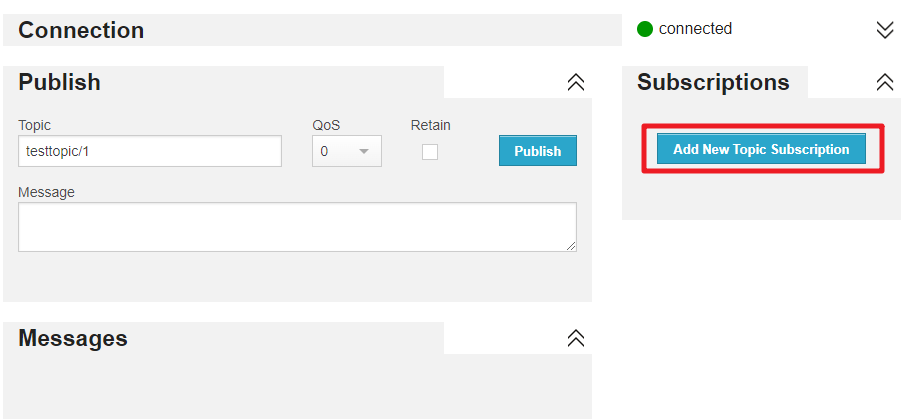 Connection
connected
Publish
Subscriptions
Topic
QoS
Retain
testtopic/1
0
Publish
Add New Topic Subscription
Message
Messages